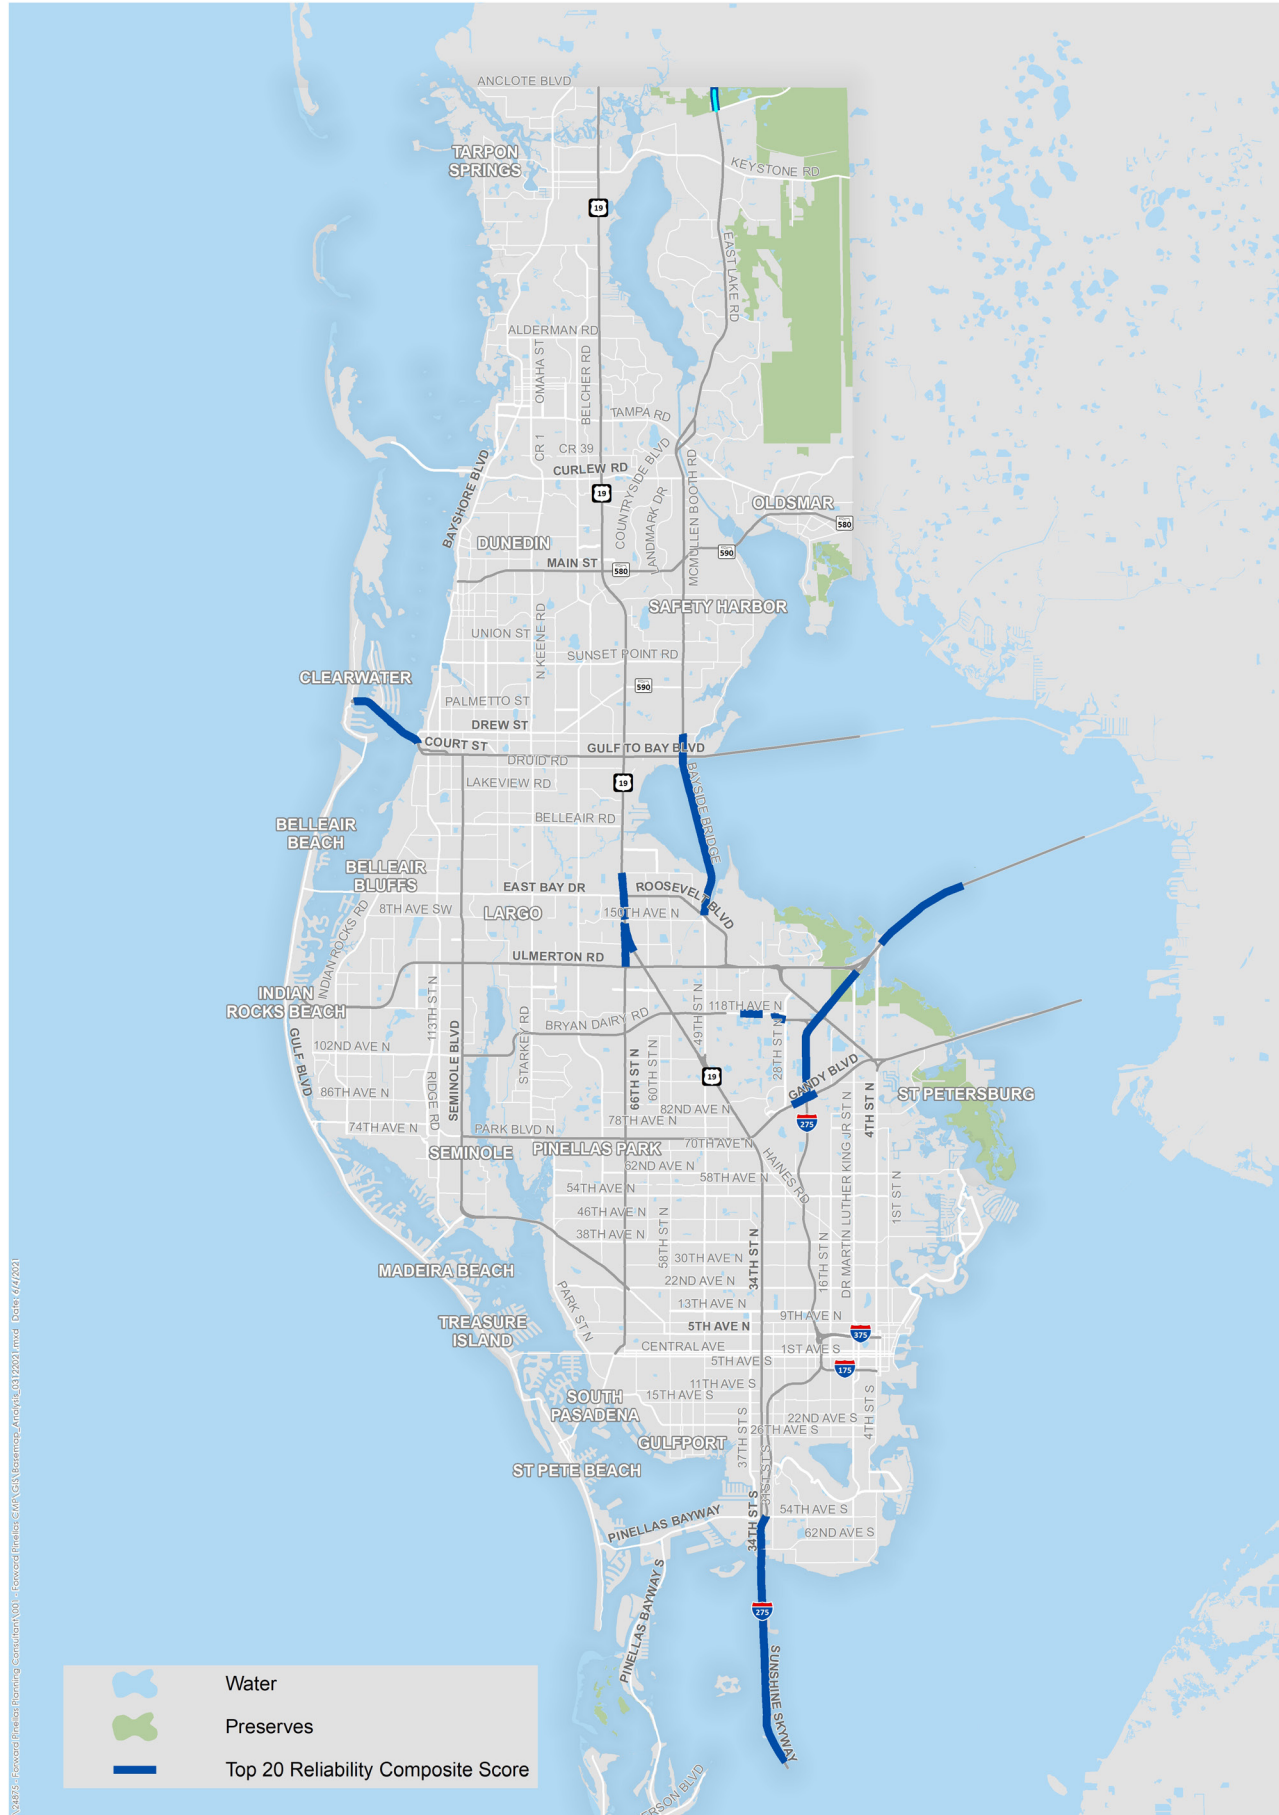 ANCLOTE BLVD
TARPON
SPRINGS
KEYSTONE RD
19
EAST LAKE RD
ALDERMAN RD
OMAHA ST
BELCHER RD
TAMPA RD
CR 1
CR 39
CURLEW RD
COUNTRYSIDE BLVD
LANDMARK DR
MCMULLEN BOOTH RD
19
BAYSHORE BLVD
OLDSMAR
580
DUNEDIN
590
MAIN ST
580
SAFETY HARBOR
UNION ST
N KEENE RD
SUNSET POINT RD
CLEARWATER
590
PALMETTO ST
DREW ST
COURT ST
GULF TO BAY BLVD
DRUID RD
LAKEVIEW RD
19
BAYSIDE BRIDGE
BELLEAIR RD
BELLEAIR
BEACH
BELLEAIR
BLUFFS
EAST BAY DR
ROOSEVELT BLVD
8TH AVE SW
LARGO
150TH AVE N
INDIAN ROCKS RD
ULMERTON RD
INDIAN
ROCKS BEACH
113TH ST N
49TH ST N
118TH AVE N
STARKEY RD
BRYAN DAIRY RD
28TH ST N
GULF BLVD
102ND AVE N
SEMINOLE BLVD
66TH ST N
60TH ST N
19
86TH AVE N
RIDGE RD
GANDY BLVD
ST PETERSBURG
82ND AVE N
78TH AVE N
275
DR MARTIN LUTHER KING JR ST N
4TH ST N
74TH AVE N
PARK BLVD N
70TH AVE N
SEMINOLE
PINELLAS PARK
HAINES RD
62ND AVE N
58TH AVE N
54TH AVE N
1ST ST N
46TH AVE N
58TH ST N
38TH AVE N
34TH ST N
16TH ST N
30TH AVE N
MADEIRA BEACH
22ND AVE N
PARK ST N
13TH AVE N
9TH AVE N
TREASURE
ISLAND
5TH AVE N
375
CENTRAL AVE
1ST AVE S
5TH AVE S
175
11TH AVE S
15TH AVE S
SOUTH
PASADENA
4TH ST S
22ND AVE S
37TH ST S
26TH AVE S
GULFPORT
31ST ST S
ST PETE BEACH
34TH ST S
54TH AVE S
PINELLAS BAYWAY
62ND AVE S
PINELLAS BAYWAY S
275
SUNSHINE SKYWAY
ERSON BLVD
Water
Preserves
Top 20 Reliability Composite Score